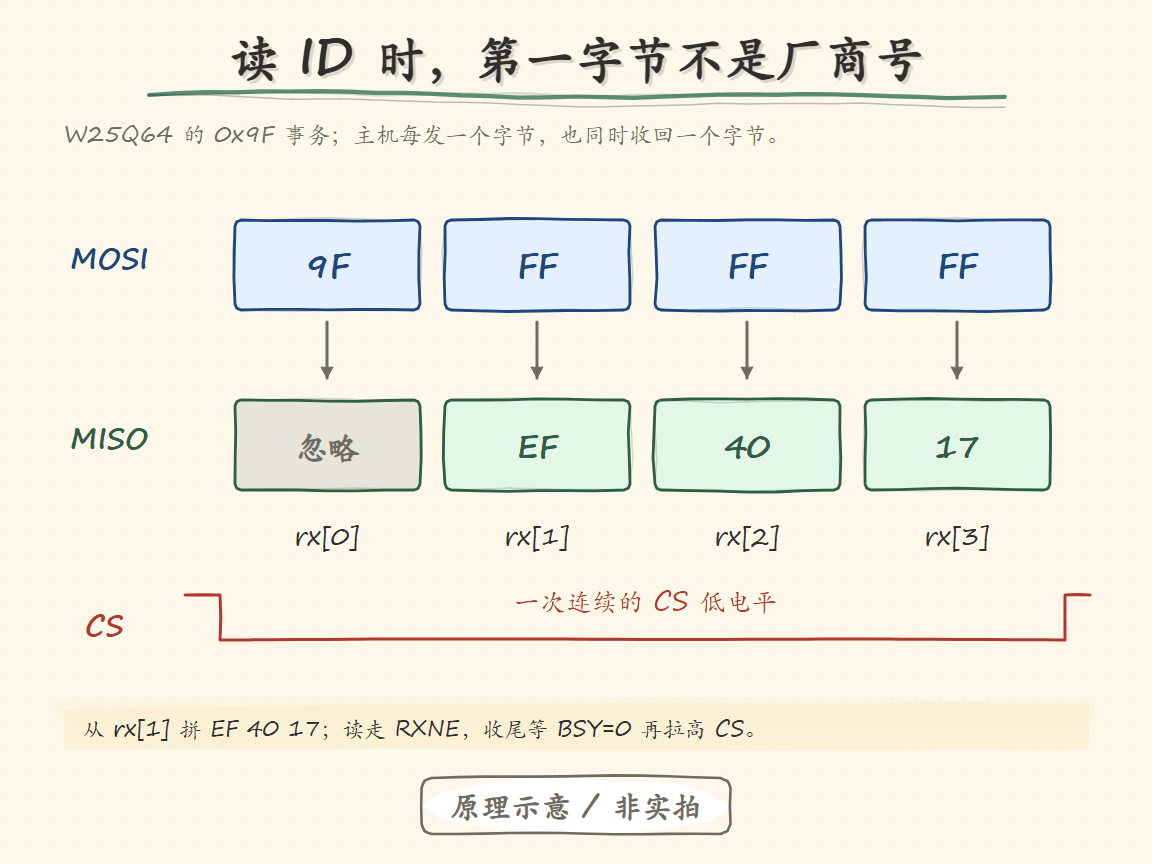 读 ID 时，第一字节不是厂商号
W25Q64 的 0x9F 事务；主机每发一个字节，也同时收回一个字节。
MOSI 9F FF FF FF
MISO 忽略 EF 40 17
rx[0] rx[1] rx[2] rx[3]
一次连续的 CS 低电平
CS
从 rx[1] 拼 EF 40 17；读走 RXNE，收尾等 BSY=0 再拉高 CS。
原理示意 / 非实拍